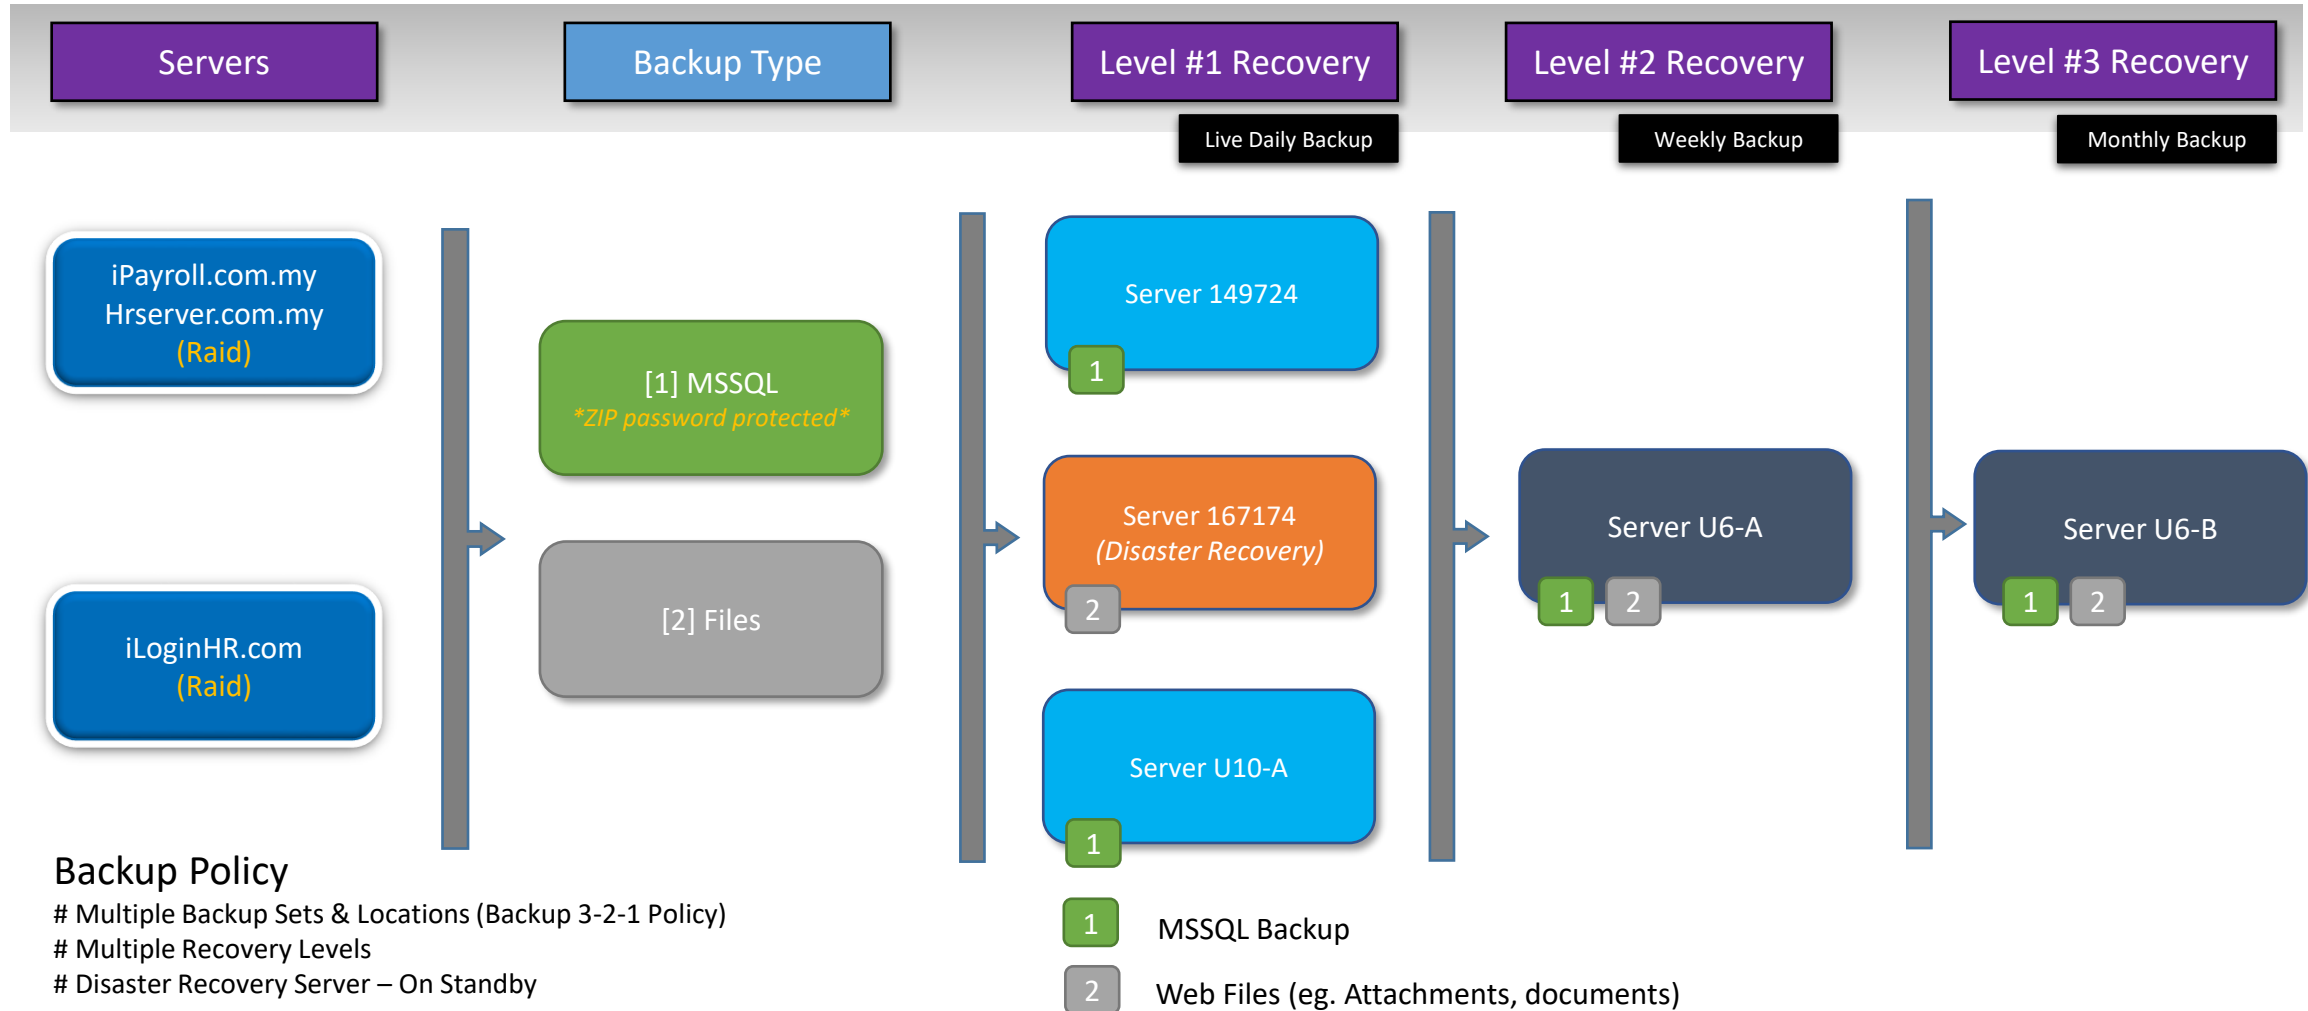 Servers
Backup Type
Level #1 Recovery
Level #2 Recovery
Level #3 Recovery
Live Daily Backup
Weekly Backup
Monthly Backup
iPayroll.com.my
Hrserver.com.my
(Raid)
iLoginHR.com
(Raid)
[1] MSSQL
*ZIP password protected*
[2] Files
Server 149724
1
Server 167174
(Disaster Recovery)
2
Server U10-A
1
Server U6-A
1 2
Server U6-B
1 2
Backup Policy
# Multiple Backup Sets & Locations (Backup 3-2-1 Policy)
# Multiple Recovery Levels
# Disaster Recovery Server – On Standby
1 MSSQL Backup
2 Web Files (eg. Attachments, documents)